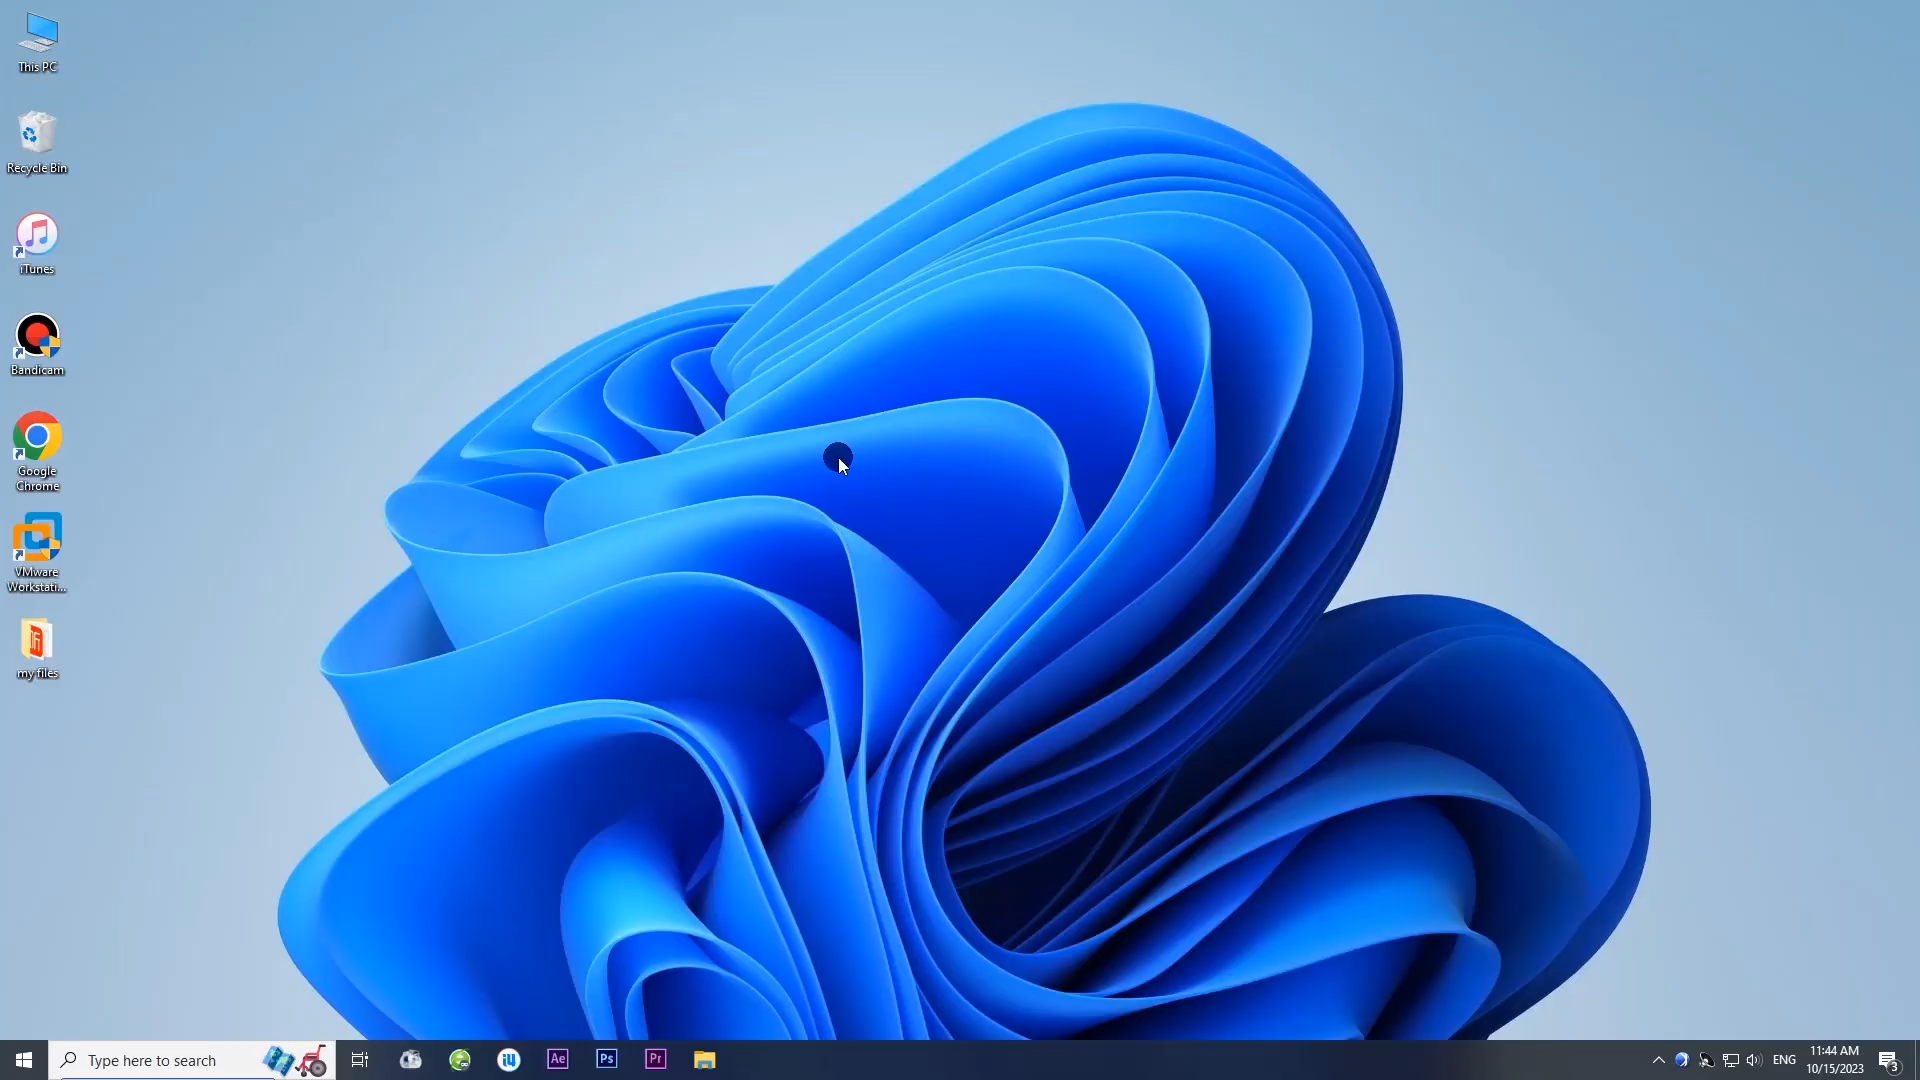 This PC
Recycle Bin
iTunes
Bandicam
Google
Chrome
VMware
Workstati...
my files
Type here to search
Ae
Ps
Pr
ENG
11:44 AM
10/15/2023
3